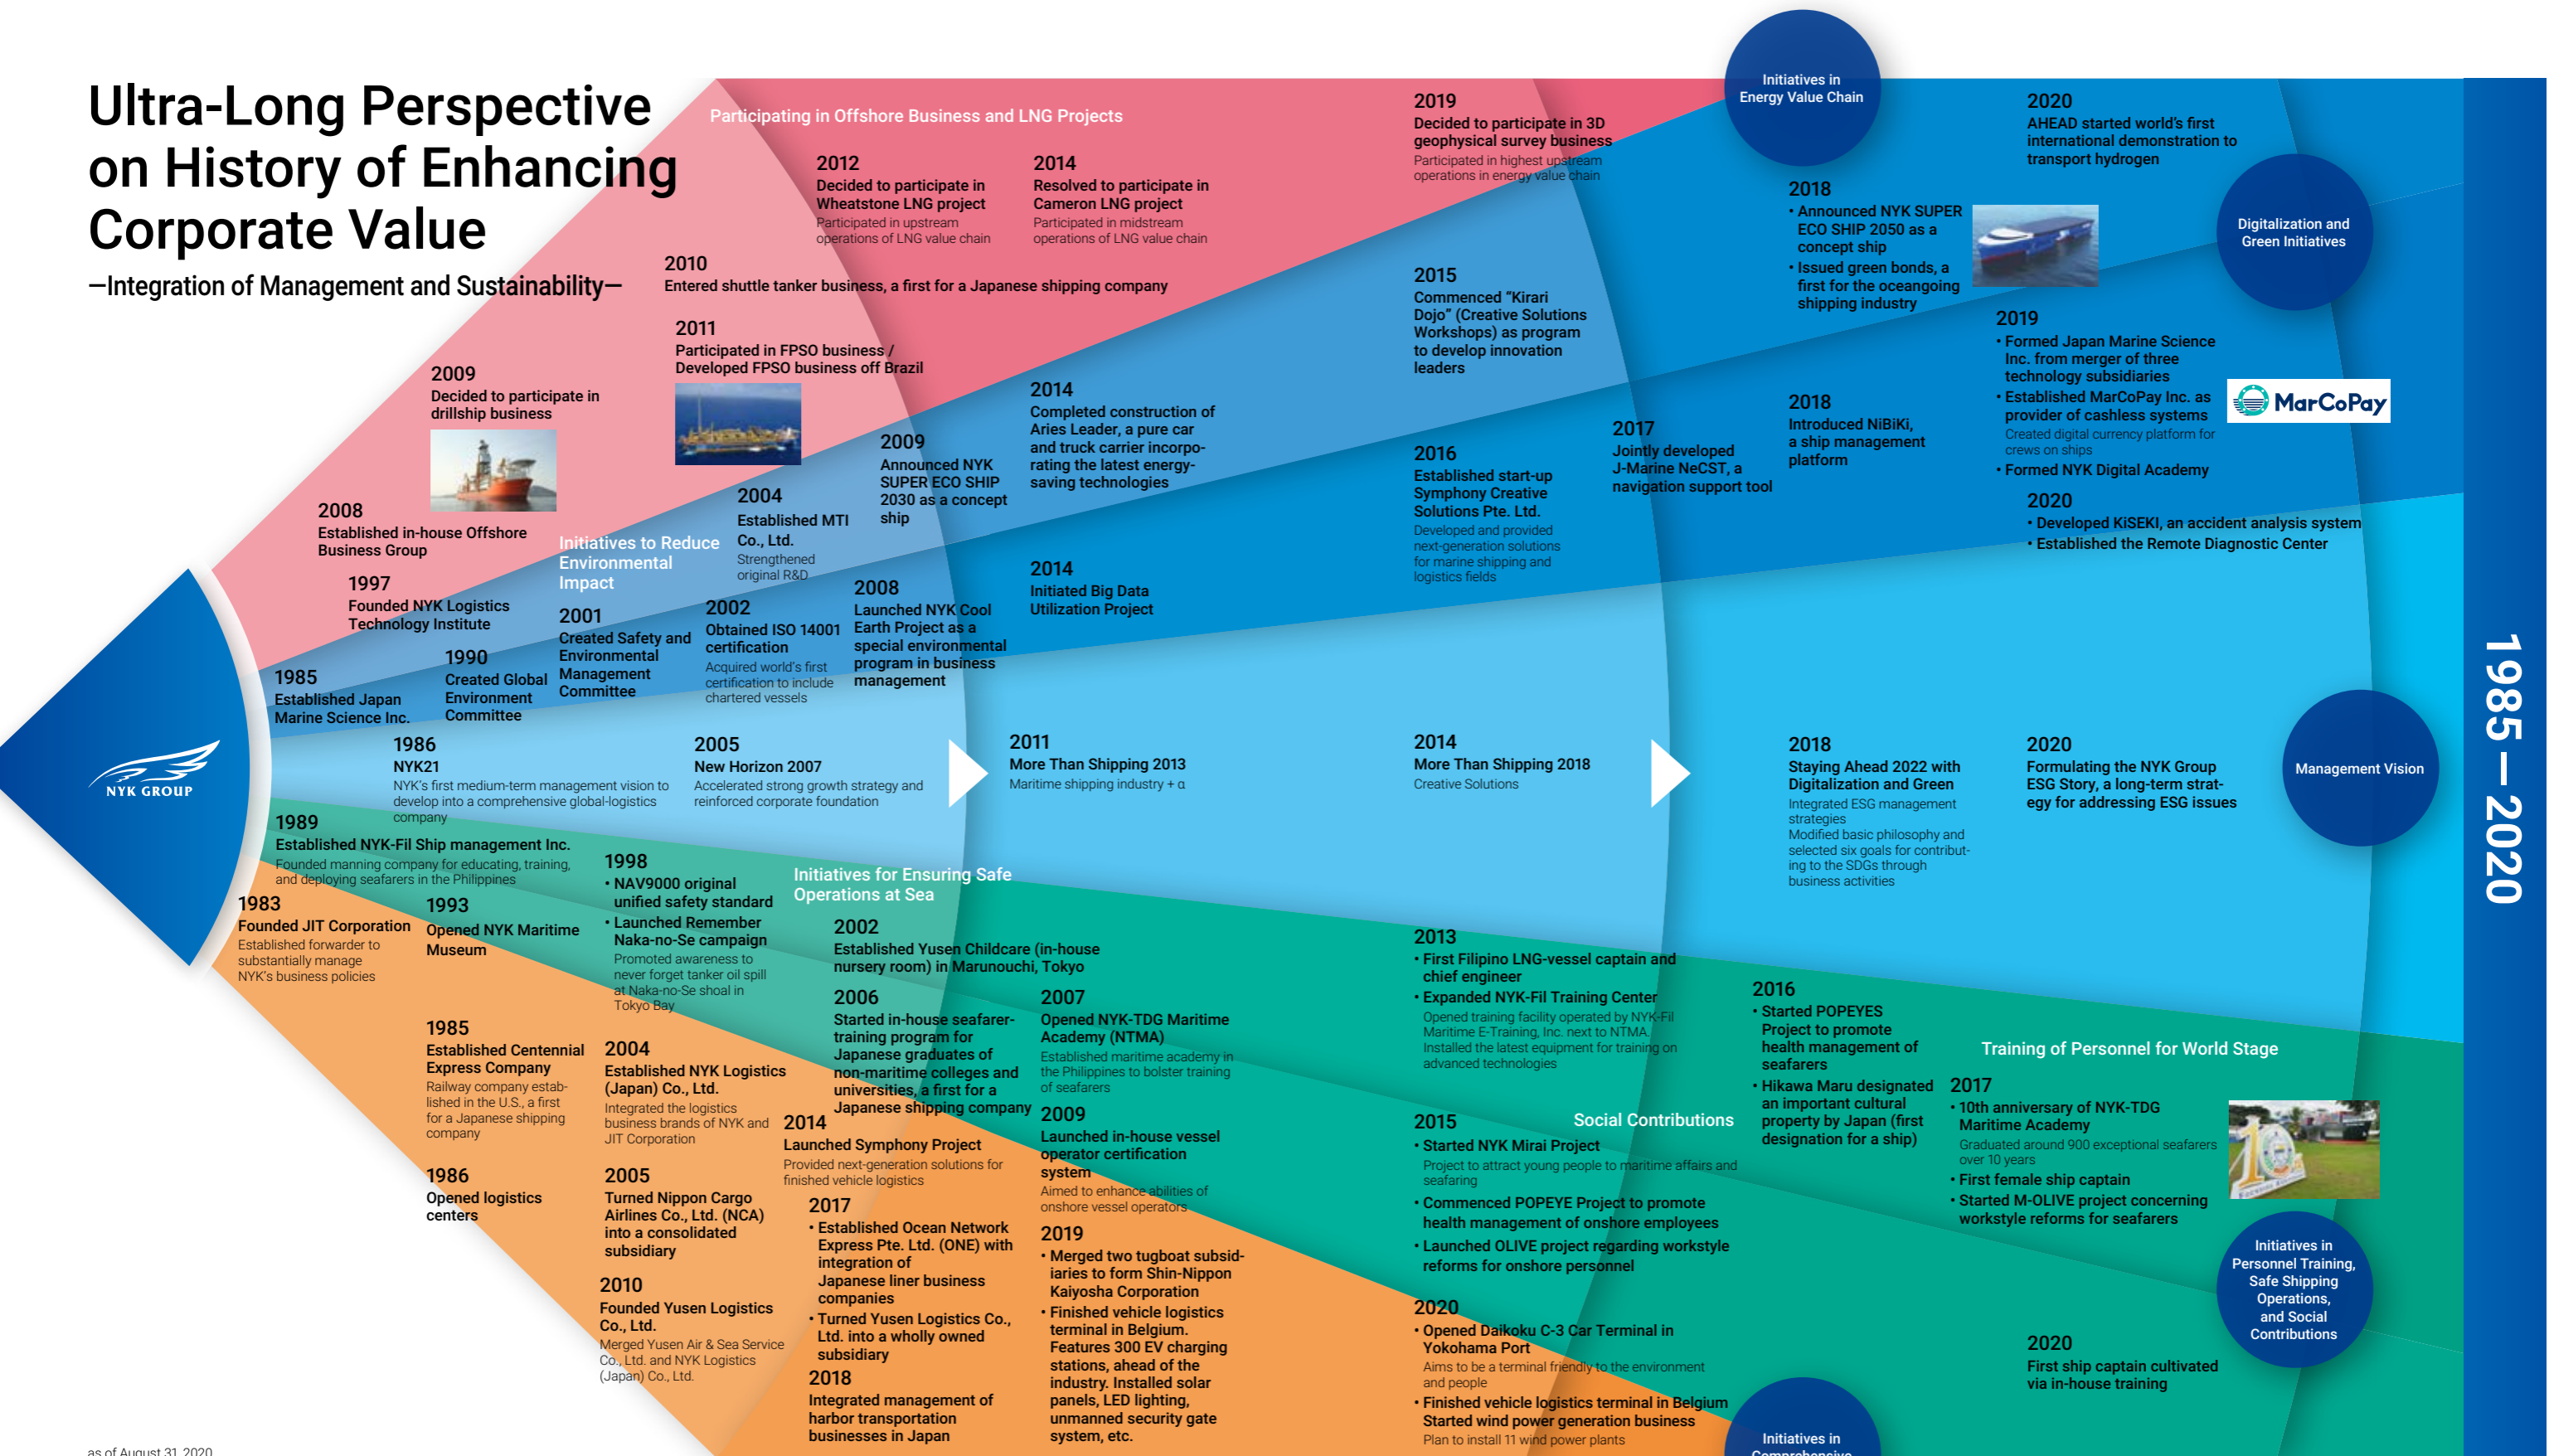 Ultra-Long Perspective
on History of Enhancing
Corporate Value
—Integration of Management and Sustainability—
Participating in Offshore Business and LNG Projects
2012
Decided to participate in
Wheatstone LNG project
Participated in upstream
operations of LNG value chain
2014
Resolved to participate in
Cameron LNG project
Participated in midstream
operations of LNG value chain
2019
Decided to participate in 3D
geophysical survey business
Participated in highest upstream
operations in energy value chain
Initiatives in
Energy Value Chain
2020
AHEAD started world's first
international demonstration to
transport hydrogen
2018
• Announced NYK SUPER
ECO SHIP 2050 as a
concept ship
• Issued green bonds, a
first for the oceangoing
shipping industry
Digitalization and
Green Initiatives
2010
Entered shuttle tanker business, a first for a Japanese shipping company
2011
Participated in FPSO business /
Developed FPSO business off Brazil
2009
Decided to participate in
drillship business
2008
Established in-house Offshore
Business Group
2015
Commenced “Kirari
Dojo” (Creative Solutions
Workshops) as program
to develop innovation
leaders
2019
• Formed Japan Marine Science
Inc. from merger of three
technology subsidiaries
• Established MarCoPay Inc. as
provider of cashless systems
Created digital currency platform for
crews on ships
• Formed NYK Digital Academy
MarCoPay
2014
Completed construction of
Aries Leader, a pure car
and truck carrier incorpo-
rating the latest energy-
saving technologies
2009
Announced NYK
SUPER ECO SHIP
2030 as a concept
ship
2004
Established MTI
Co., Ltd.
Strengthened
original R&D
Initiatives to Reduce
Environmental
Impact
2016
Established start-up
Symphony Creative
Solutions Pte. Ltd.
Developed and provided
next-generation solutions
for marine shipping and
logistics fields
2017
Jointly developed
J-Marine NeCST, a
navigation support tool
2018
Introduced NiBiKi,
a ship management
platform
2020
• Developed KiSEKI, an accident analysis system
• Established the Remote Diagnostic Center
1997
Founded NYK Logistics
Technology Institute
2001
Created Safety and
Environmental
Management
Committee
2002
Obtained ISO 14001
certification
Acquired world's first
certification to include
chartered vessels
2008
Launched NYK Cool
Earth Project as a
special environmental
program in business
management
2014
Initiated Big Data
Utilization Project
1985
Established Japan
Marine Science Inc.
1990
Created Global
Environment
Committee
NYK GROUP
1986
NYK21
NYK's first medium-term management vision to
develop into a comprehensive global-logistics
company
2005
New Horizon 2007
Accelerated strong growth strategy and
reinforced corporate foundation
2011
More Than Shipping 2013
Maritime shipping industry + α
2014
More Than Shipping 2018
Creative Solutions
2018
Staying Ahead 2022 with
Digitalization and Green
Integrated ESG management
strategies
Modified basic philosophy and
selected six goals for contribut-
ing to the SDGs through
business activities
2020
Formulating the NYK Group
ESG Story, a long-term strat-
egy for addressing ESG issues
Management Vision
1985—2020
1989
Established NYK-Fil Ship management Inc.
Founded manning company for educating, training,
and deploying seafarers in the Philippines
1998
• NAV9000 original
unified safety standard
• Launched Remember
Naka-no-Se campaign
Promoted awareness to
never forget tanker oil spill
at Naka-no-Se shoal in
Tokyo Bay
Initiatives for Ensuring Safe
Operations at Sea
1983
Founded JIT Corporation
Established forwarder to
substantially manage
NYK's business policies
1993
Opened NYK Maritime
Museum
2002
Established Yusen Childcare (in-house
nursery room) in Marunouchi, Tokyo
2006
Started in-house seafarer-
training program for
Japanese graduates of
non-maritime colleges and
universities, a first for a
Japanese shipping company
2007
Opened NYK-TDG Maritime
Academy (NTMA)
Established maritime academy in
the Philippines to bolster training
of seafarers
2013
• First Filipino LNG-vessel captain and
chief engineer
• Expanded NYK-Fil Training Center
Opened training facility operated by NYK-Fil
Maritime E-Training, Inc. next to NTMA.
Installed the latest equipment for training on
advanced technologies
2016
• Started POPEYES
Project to promote
health management of
seafarers
• Hikawa Maru designated
an important cultural
property by Japan (first
designation for a ship)
Training of Personnel for World Stage
2017
• 10th anniversary of NYK-TDG
Maritime Academy
Graduated around 900 exceptional seafarers
over 10 years
• First female ship captain
• Started M-OLIVE project concerning
workstyle reforms for seafarers
1985
Established Centennial
Express Company
Railway company estab-
lished in the U.S., a first
for a Japanese shipping
company
2004
Established NYK Logistics
(Japan) Co., Ltd.
Integrated the logistics
business brands of NYK and
JIT Corporation
2014
Launched Symphony Project
Provided next-generation solutions for
finished vehicle logistics
2009
Launched in-house vessel
operator certification
system
Aimed to enhance abilities of
onshore vessel operators
Social Contributions
2015
• Started NYK Mirai Project
Project to attract young people to maritime affairs and
seafaring
• Commenced POPEYE Project to promote
health management of onshore employees
• Launched OLIVE project regarding workstyle
reforms for onshore personnel
1986
Opened logistics
centers
2005
Turned Nippon Cargo
Airlines Co., Ltd. (NCA)
into a consolidated
subsidiary
2017
• Established Ocean Network
Express Pte. Ltd. (ONE) with
integration of
Japanese liner business
companies
• Turned Yusen Logistics Co.,
Ltd. into a wholly owned
subsidiary
2019
• Merged two tugboat subsid-
iaries to form Shin-Nippon
Kaiyosha Corporation
• Finished vehicle logistics
terminal in Belgium.
Features 300 EV charging
stations, ahead of the
industry. Installed solar
panels, LED lighting,
unmanned security gate
system, etc.
Initiatives in
Personnel Training,
Safe Shipping
Operations,
and Social
Contributions
2010
Founded Yusen Logistics
Co., Ltd.
Merged Yusen Air & Sea Service
Co., Ltd. and NYK Logistics
(Japan) Co., Ltd.
2018
Integrated management of
harbor transportation
businesses in Japan
2020
• Opened Daikoku C-3 Car Terminal in
Yokohama Port
Aims to be a terminal friendly to the environment
and people
• Finished vehicle logistics terminal in Belgium
Started wind power generation business
Plan to install 11 wind power plants
2020
First ship captain cultivated
via in-house training
Initiatives in
Comprehensive
as of August 31, 2020